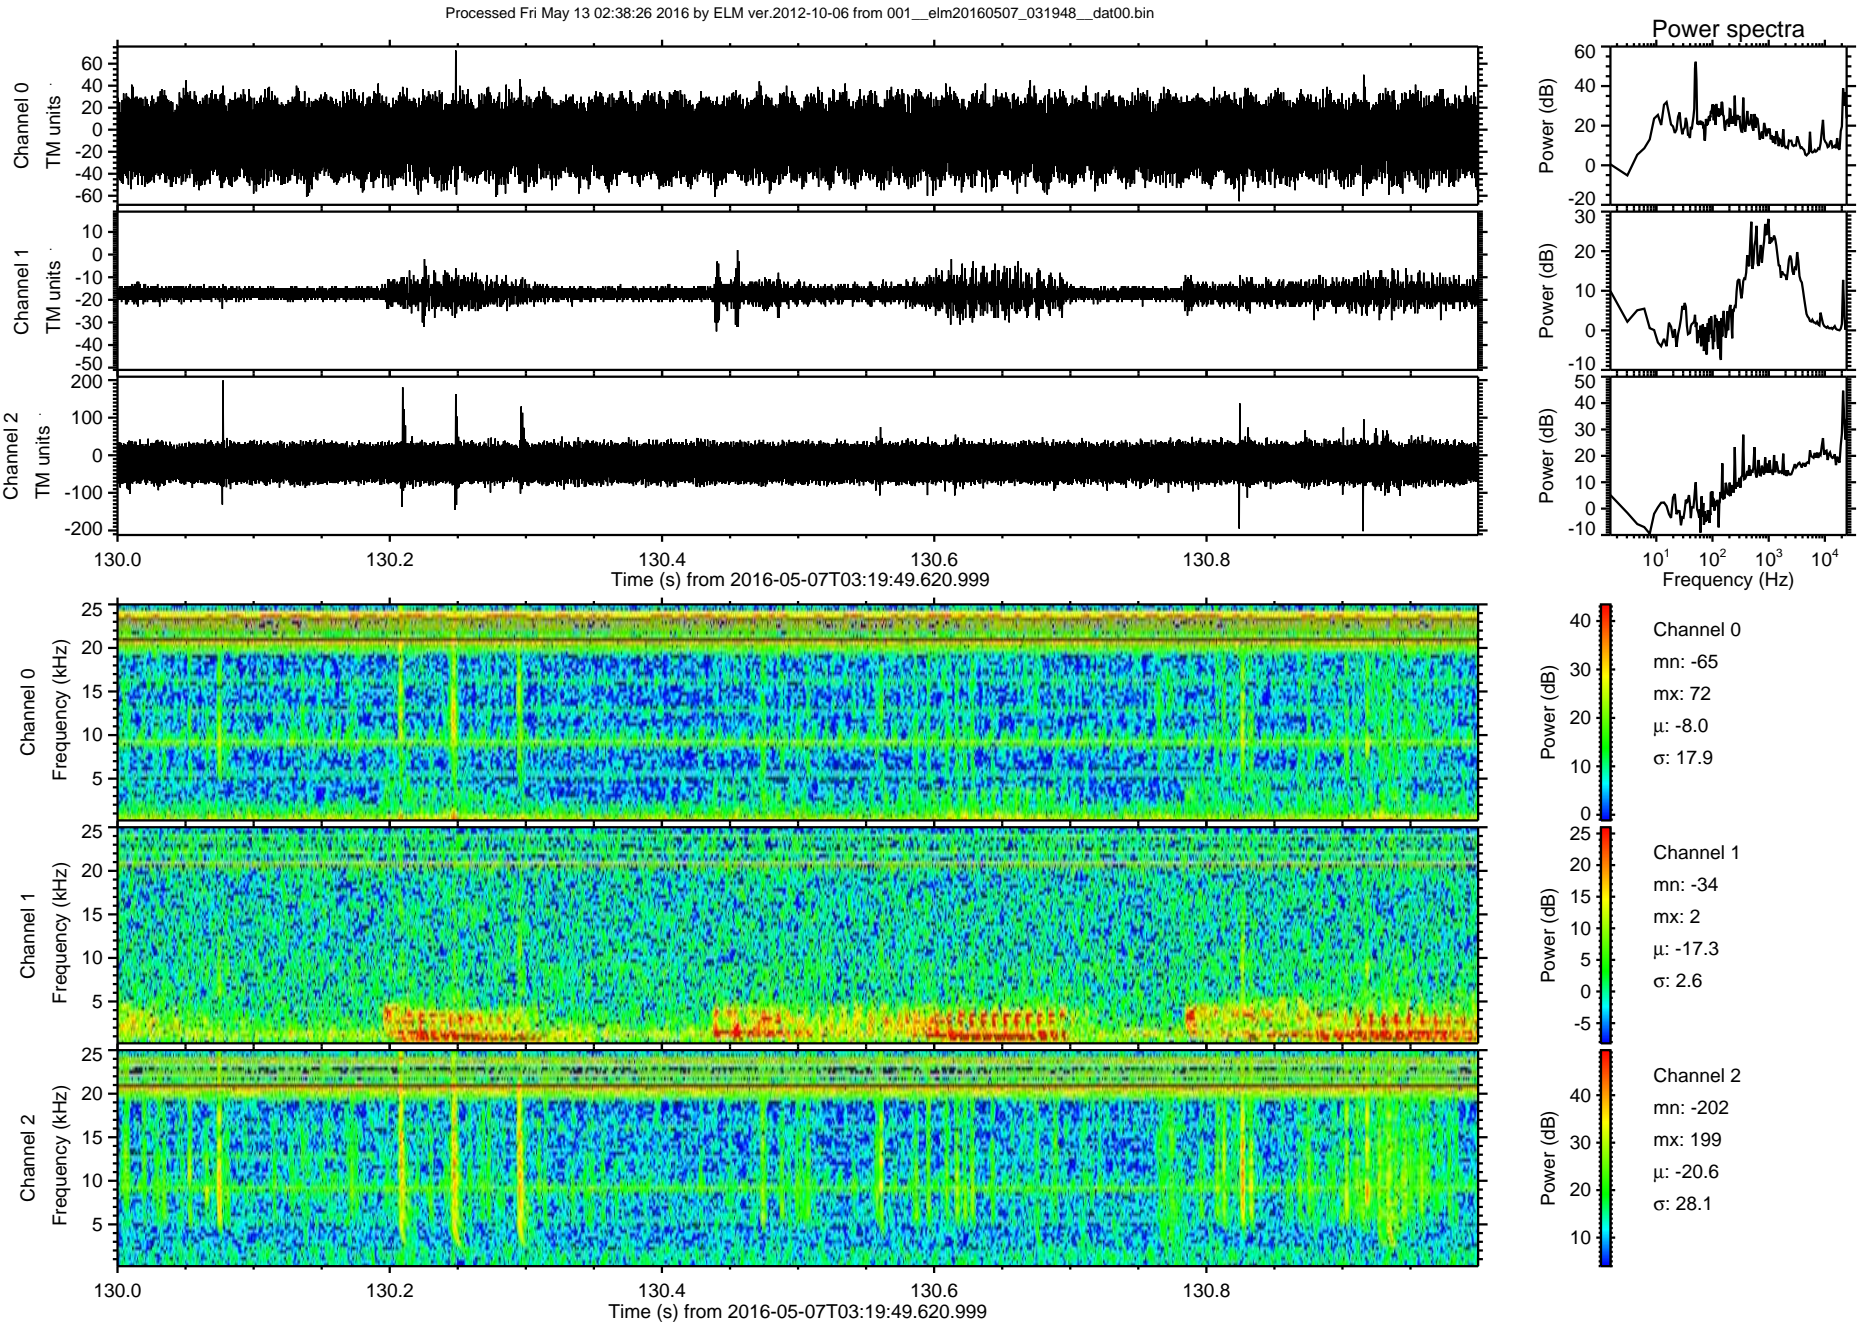 Processed Fri May 13 02:38:26 2016 by ELM ver.2012-10-06 from 001__elm20160507_031948__dat00.bin
Power spectra
Channel 0
TM units
60
40
20
0
-20
-40
-60
Power (dB)
60
40
20
0
-20
Channel 1
TM units
10
0
-10
-20
-30
-40
-50
Power (dB)
30
20
10
0
-10
Channel 2
TM units
200
100
0
-100
-200
Power (dB)
50
40
30
20
10
0
-10
130.0 130.2 130.4 130.6 130.8
Time (s) from 2016-05-07T03:19:49.620.999
10¹ 10² 10³ 10⁴
Frequency (Hz)
Channel 0
Frequency (kHz)
25
20
15
10
5
Power (dB)
40
30
20
10
0
Channel 0
mn: -65
mx: 72
μ: -8.0
σ: 17.9
Channel 1
Frequency (kHz)
25
20
15
10
5
Power (dB)
25
20
15
10
5
0
-5
Channel 1
mn: -34
mx: 2
μ: -17.3
σ: 2.6
Channel 2
Frequency (kHz)
25
20
15
10
5
Power (dB)
40
30
20
10
Channel 2
mn: -202
mx: 199
μ: -20.6
σ: 28.1
130.0 130.2 130.4 130.6 130.8
Time (s) from 2016-05-07T03:19:49.620.999